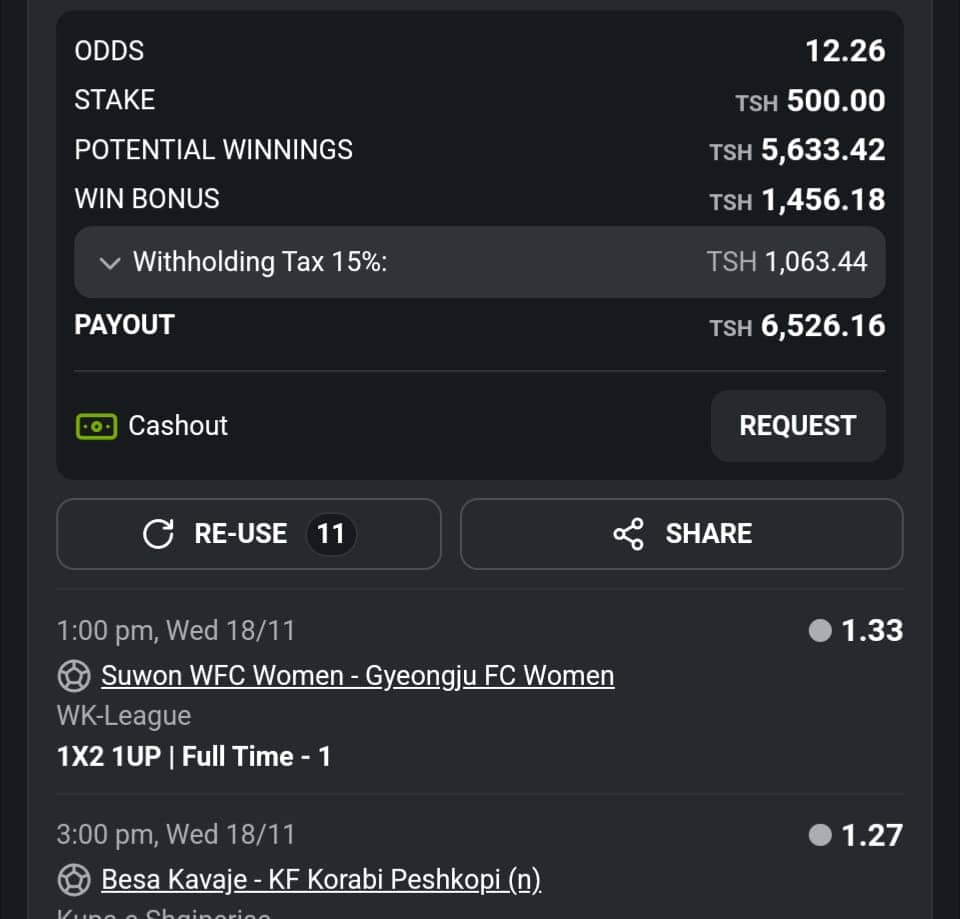 ODDS 12.26
STAKE TSH 500.00
POTENTIAL WINNINGS TSH 5,633.42
WIN BONUS TSH 1,456.18
Withholding Tax 15%: TSH 1,063.44
PAYOUT TSH 6,526.16
Cashout REQUEST
RE-USE 11 SHARE
1:00 pm, Wed 18/11 1.33
Suwon WFC Women - Gyeongju FC Women
WK-League
1X2 1UP | Full Time - 1
3:00 pm, Wed 18/11 1.27
Besa Kavaje - KF Korabi Peshkopi (n)